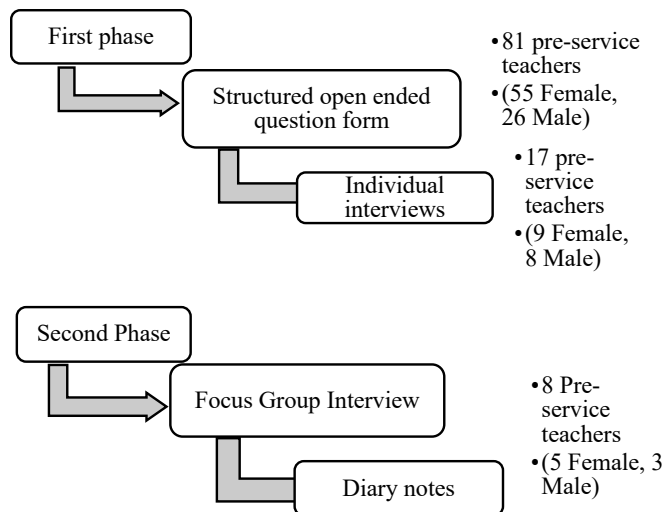 First phase
• 81 pre-service
teachers
• (55 Female,
26 Male)
Structured open ended
question form
• 17 pre-
service
teachers
• (9 Female,
8 Male)
Individual
interviews
Second Phase
Focus Group Interview
• 8 Pre-
service
teachers
• (5 Female, 3
Male)
Diary notes